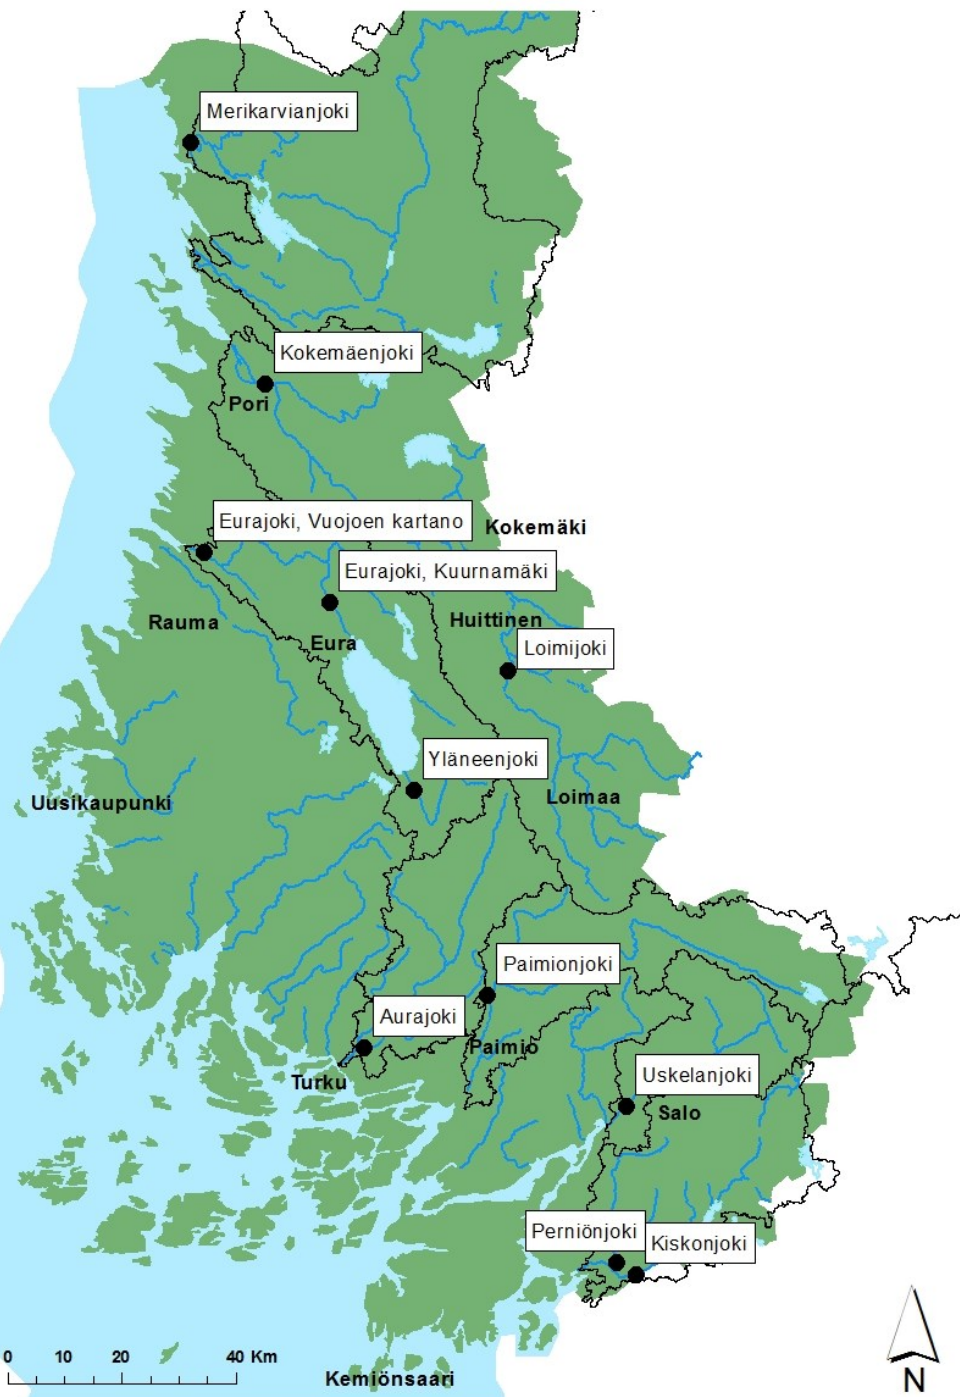 Merikarvianjoki
Kokemäenjoki
Pori
Eurajoki, Vuojoen kartano
Kokemäki
Eurajoki, Kuurnamäki
Rauma
Huittinen
Eura
Loimijoki
Yläneenjoki
Loimaa
Uusikaupunki
Paimionjoki
Aurajoki
Paimio
Turku
Uskelanjoki
Salo
Perniönjoki
Kiskonjoki
0 10 20 40 Km
Kemiönsaari
N